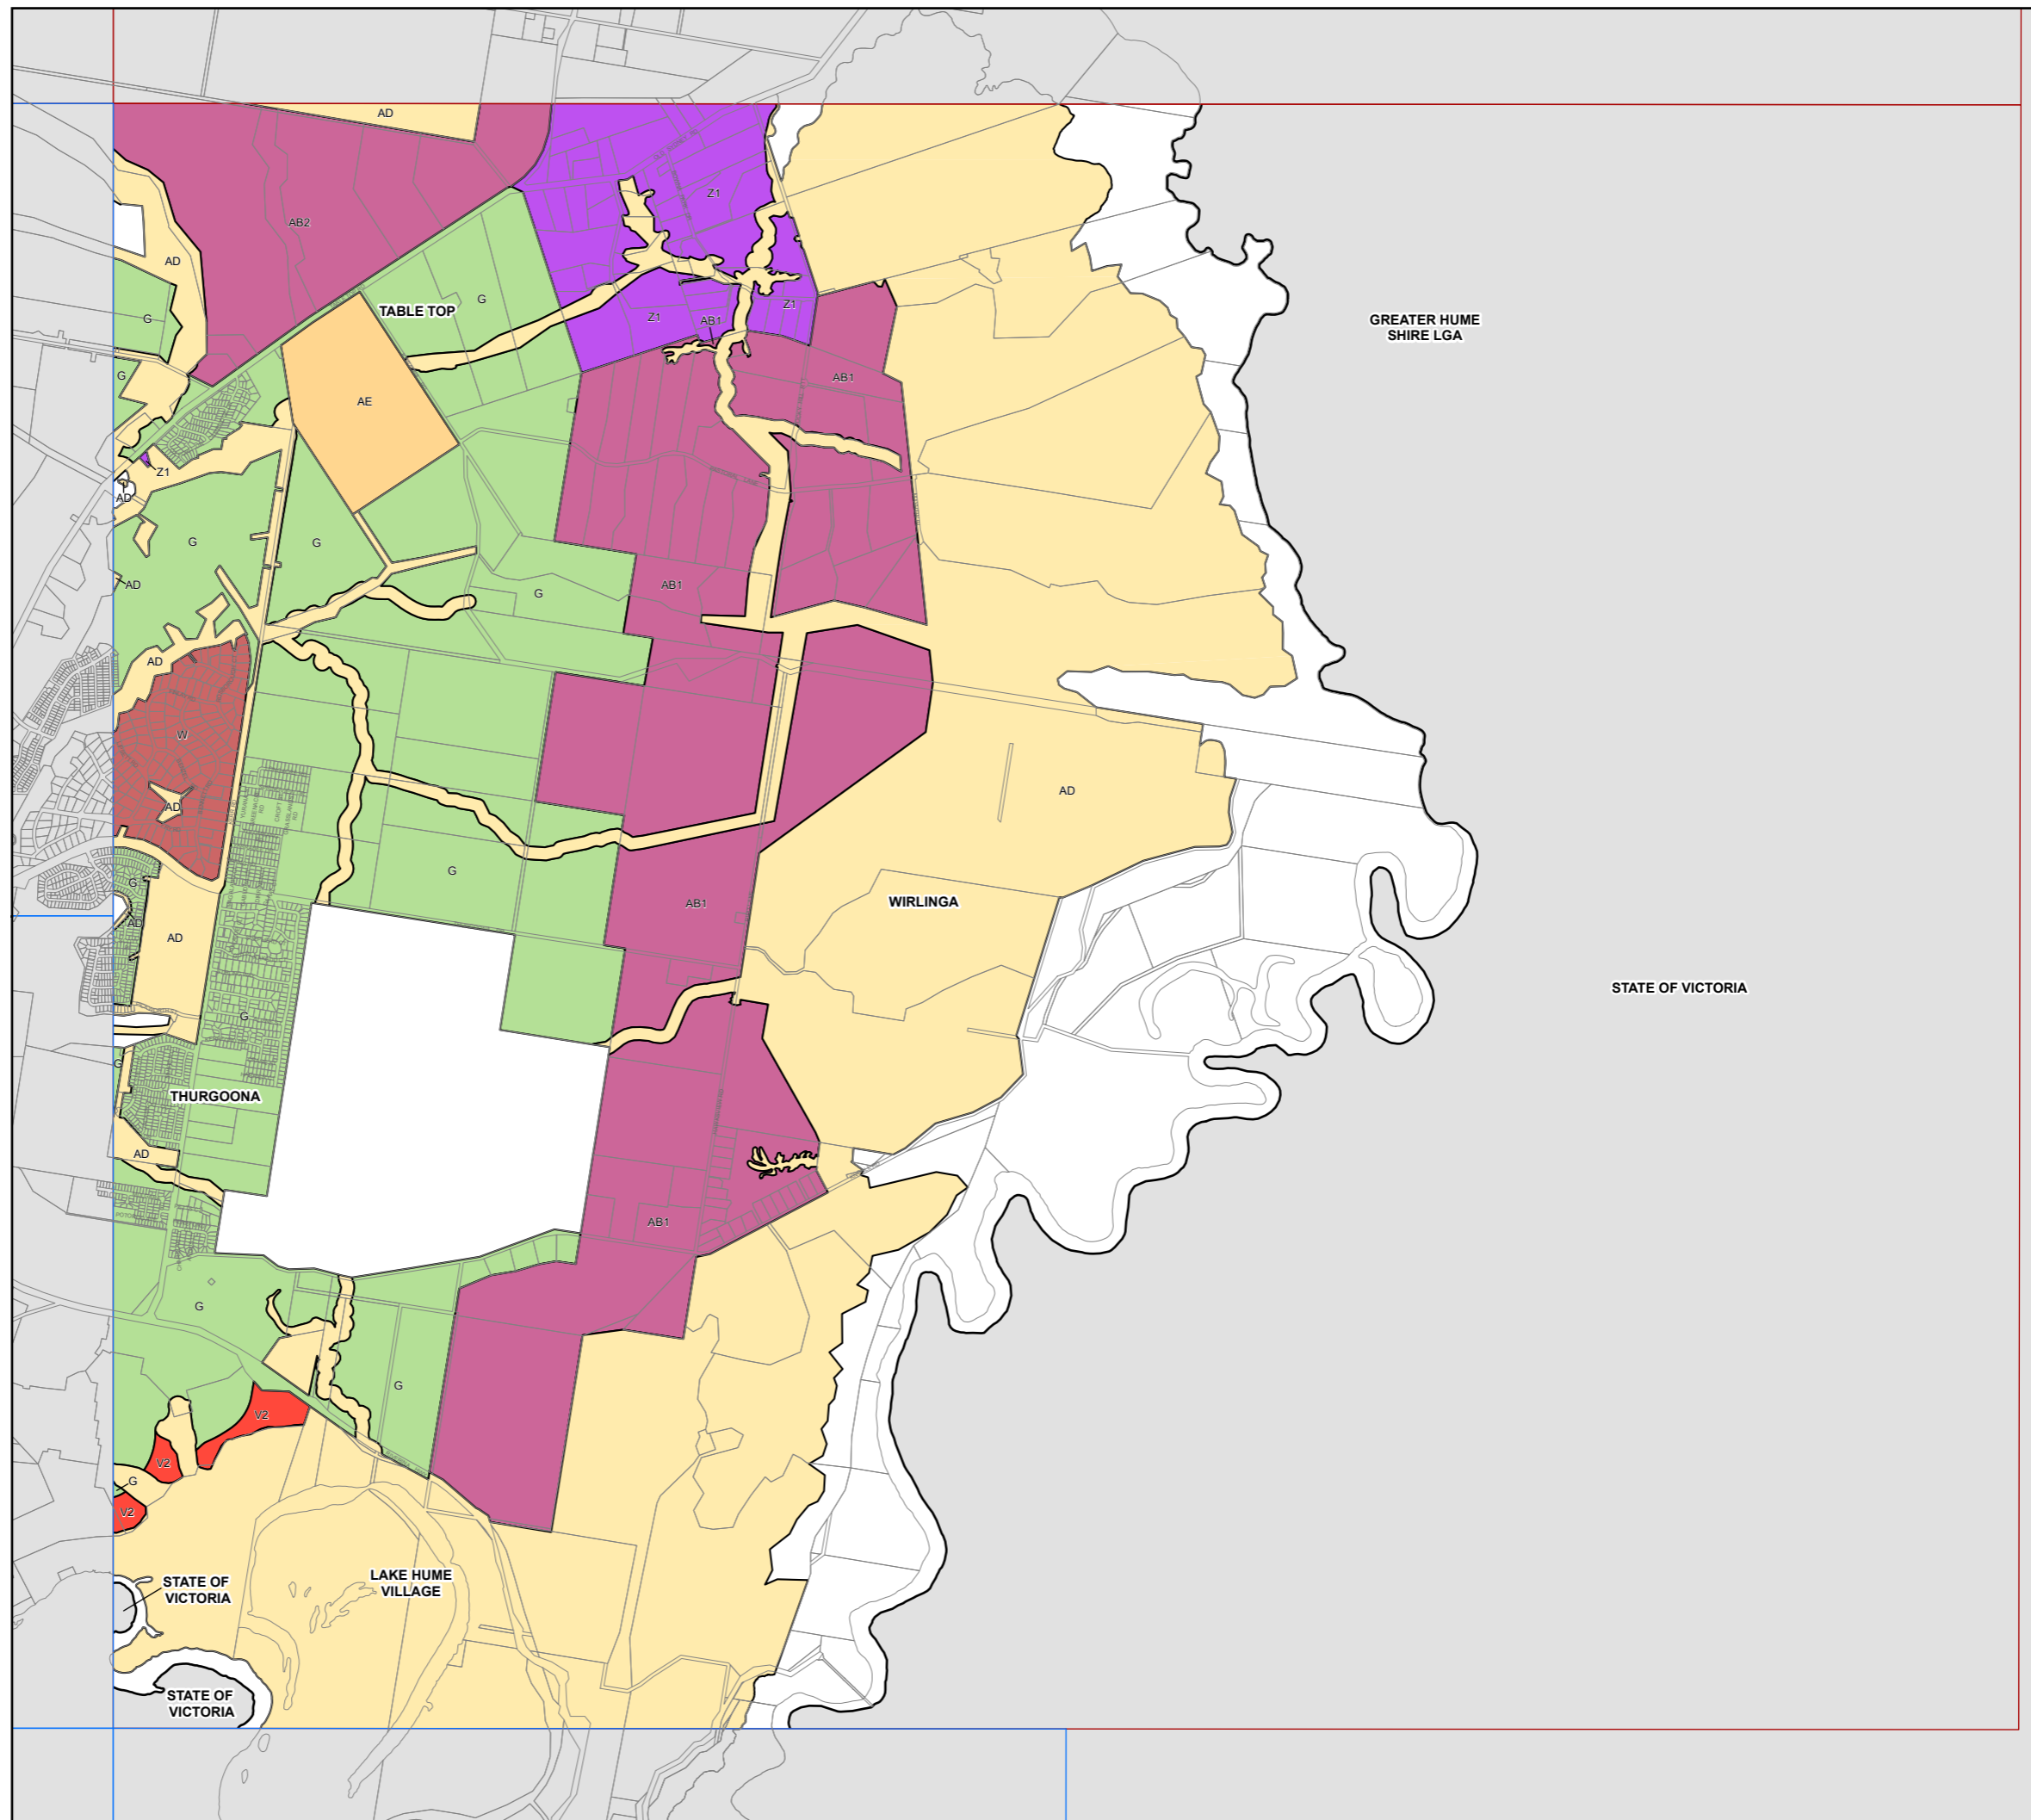 AD
Z1
AB2
AD
G
TABLE TOP
G
Z1
Z1
AB1
GREATER HUME
SHIRE LGA
G
AB1
AE
Z1
AD
G
G
AD
AB1
G
AD
W
AD
AD
G
G
AD
AB1
WIRLINGA
AD
STATE OF VICTORIA
G
G
THURGOONA
AD
AB1
G
G
V2
V2
G
V2
STATE OF
VICTORIA
LAKE HUME
VILLAGE
STATE OF
VICTORIA